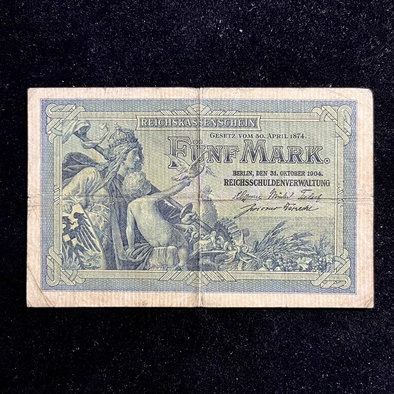 REICHSKASSENSCHEIN
GESETZ VOM 30. APRIL 1874.
FÜNF MARK.
BERLIN, DEN 31. OKTOBER 1904.
REICHSSCHULDENVERWALTUNG